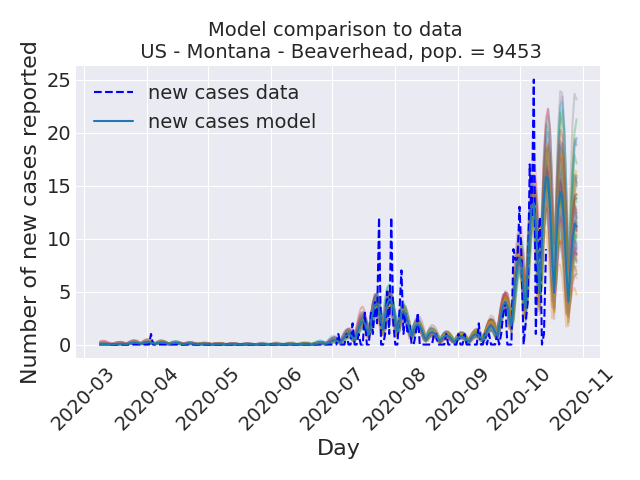 Model comparison to data
US - Montana - Beaverhead, pop. = 9453
Number of new cases reported
25
20
15
10
5
0
new cases data
new cases model
2020-03
2020-04
2020-05
2020-06
2020-07
2020-08
2020-09
2020-10
2020-11
Day